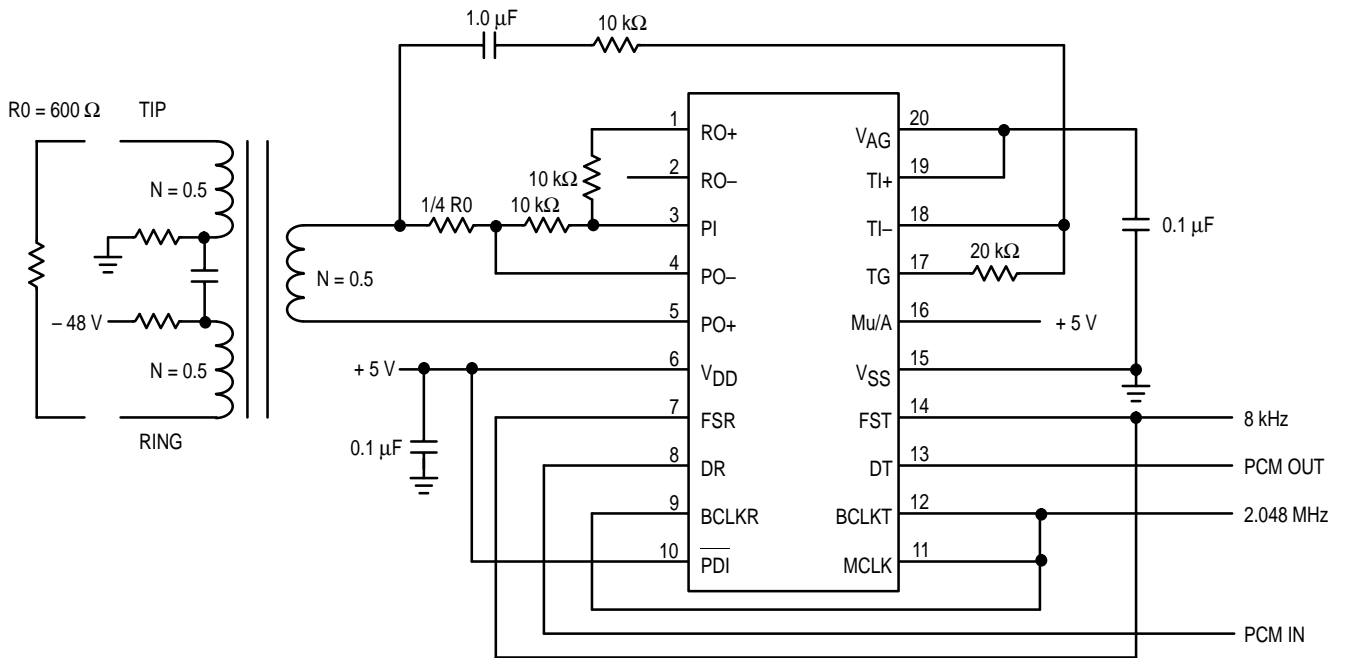 1.0 µF
10 kΩ
R0 = 600 Ω
TIP
N = 0.5
– 48 V
N = 0.5
RING
N = 0.5
1/4 R0
10 kΩ
10 kΩ
+ 5 V
0.1 µF
1 RO+
2 RO–
3 PI
4 PO–
5 PO+
6 VDD
7 FSR
8 DR
9 BCLKR
10 PDI
VAG 20
TI+ 19
TI– 18
TG 17
Mu/A 16
VSS 15
FST 14
DT 13
BCLKT 12
MCLK 11
20 kΩ
0.1 µF
+ 5 V
8 kHz
PCM OUT
2.048 MHz
PCM IN